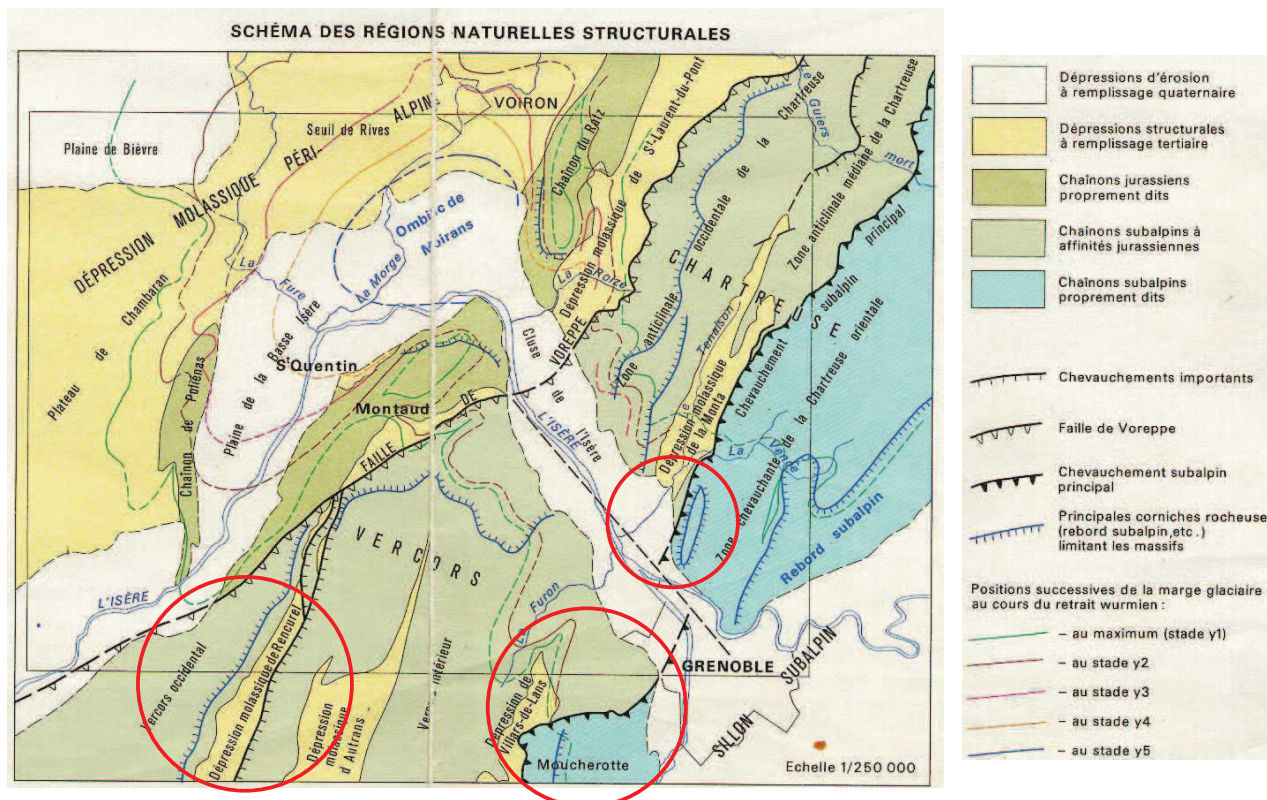 SCHÉMA DES RÉGIONS NATURELLES STRUCTURALES
Plaine de Bièvre
Seuil de Rives
VOIRON
DÉPRESSION MOLASSIQUE PÉRI-ALPINE
Chaînon du Ratz
Dépression molassique de St-Laurent-du-Pont
Le Guiers mort
Zone anticlinale occidentale de la Chartreuse
Zone anticlinale médiane de la Chartreuse
Ombilic de
Moirans
La Morge
La Fure
La Roize
Plateau de Chambaran
Chaînon de Poliénas
Plaine de la Basse Isère
St Quentin
Montaud
FAILLE DE VOREPPE
Cluse de l'Isère
L'ISÈRE
CHARTREUSE
Le Tenaison
Dépression molassique
de la Monta
Chevauchement subalpin principal
Zone chevauchante de la Chartreuse orientale
La Vence
Rebord subalpin
VERCORS
L'ISÈRE
Vercors occidental
Dépression molassique de Rencurel
Dépression
molassique
d'Autrans
Le Furon
Dépression de
Villars-de-Lans
Moucherotte
GRENOBLE
SILLON SUBALPIN
Echelle 1/250 000
Dépressions d'érosion
à remplissage quaternaire
Dépressions structurales
à remplissage tertiaire
Chaînons jurassiens
proprement dits
Chaînons subalpins à
affinités jurassiennes
Chaînons subalpins
proprement dits
Chevauchements importants
Faille de Voreppe
Chevauchement subalpin
principal
Principales corniches rocheuse
(rebord subalpin,etc.)
limitant les massifs
Positions successives de la marge glaciaire
au cours du retrait wurmien :
– au maximum (stade y1)
– au stade y2
– au stade y3
– au stade y4
– au stade y5